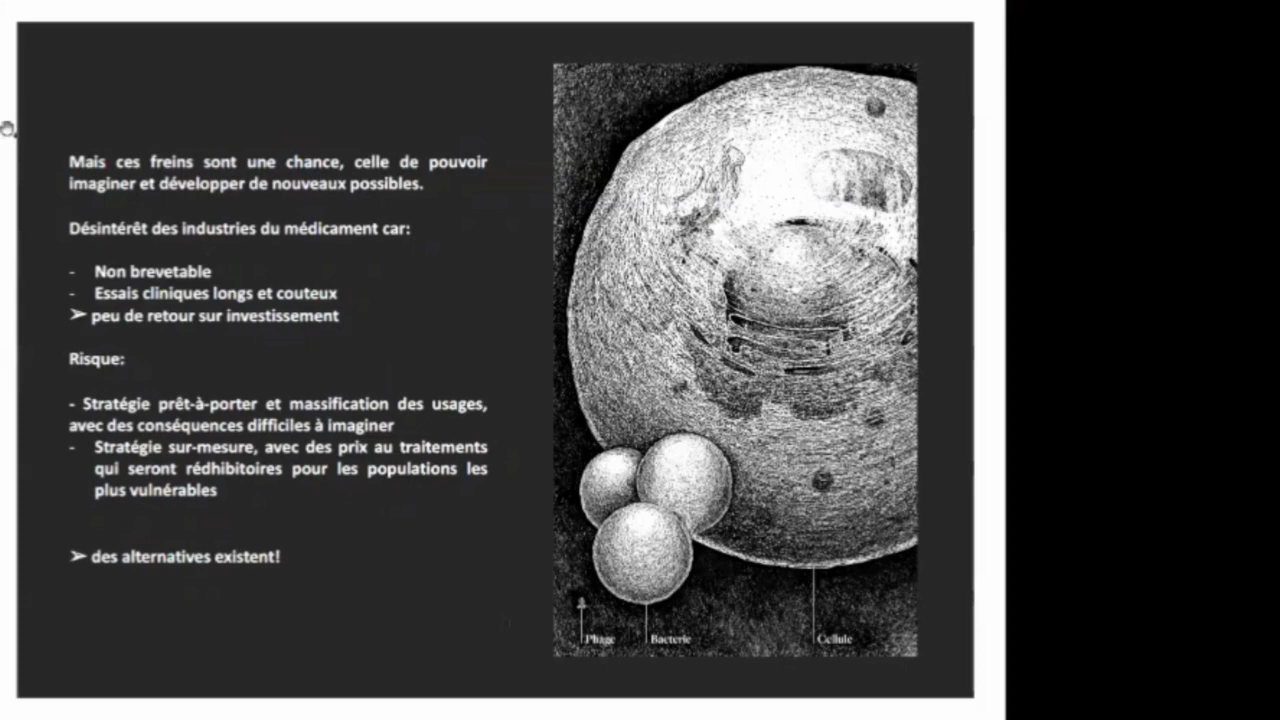 Mais ces freins sont une chance, celle de pouvoir
imaginer et développer de nouveaux possibles.
Désintérêt des industries du médicament car:
- Non brevetable
- Essais cliniques longs et couteux
➢ peu de retour sur investissement
Risque:
- Stratégie prêt-à-porter et massification des usages,
avec des conséquences difficiles à imaginer
- Stratégie sur-mesure, avec des prix au traitements
qui seront rédhibitoires pour les populations les
plus vulnérables
➢ des alternatives existent!
Phage
Bacterie
Cellule